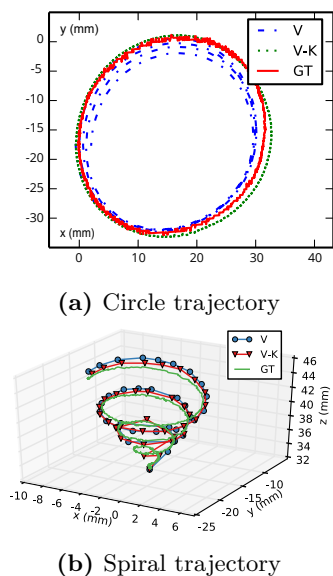 y (mm)
V
V-K
GT
5
0
−5
−10
−15
−20
−25
−30
x (mm)
0 10 20 30 40
(a) Circle trajectory
V
V-K
GT
46
44
42
40
38
36
34
32
z (mm)
-10 -8 -6 -4 -2 0 2 4 6
x (mm)
-25 -20 -15 -10
y (mm)
(b) Spiral trajectory